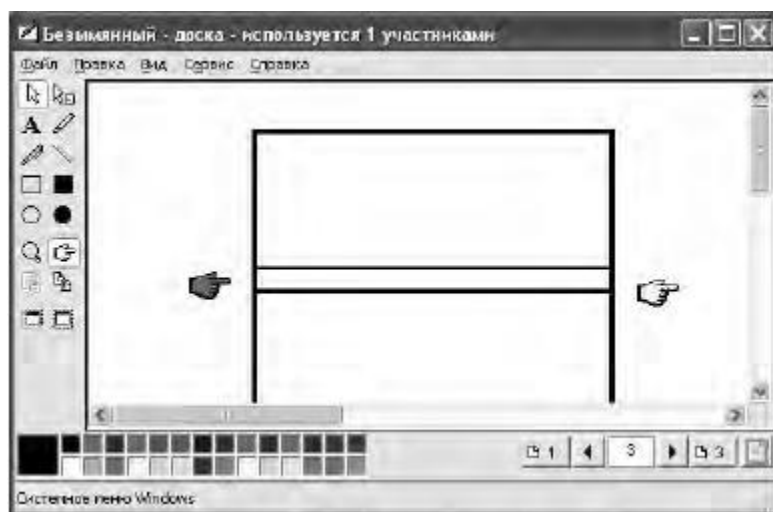 Безымянный - доска - используется 1 участниками
Файл Правка Вид Сервис Справка
A
1 3 3
Системное меню Windows